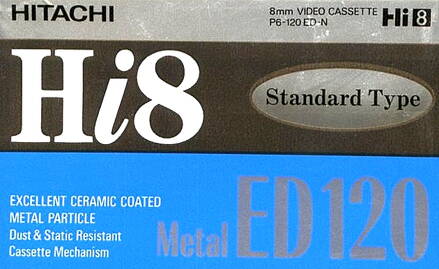 HITACHI
8mm VIDEO CASSETTE
P6-120 ED-N
Hi8
Hi8
Standard Type
EXCELLENT CERAMIC COATED
METAL PARTICLE
Dust & Static Resistant
Cassette Mechanism
Metal ED120